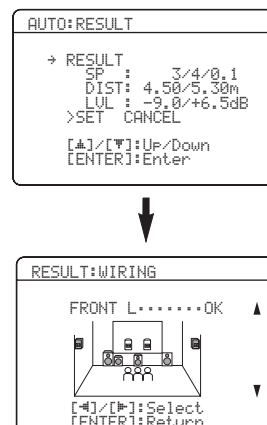 AUTO:RESULT
→ RESULT
SP : 3/4/0.1
DIST: 4.50/5.30m
LVL : -9.0/+6.5dB
>SET CANCEL
[▲]/[▼]:Up/Down
[ENTER]:Enter
RESULT:WIRING
FRONT L.......OK
[◄]/[►]:Select
[ENTER]:Return